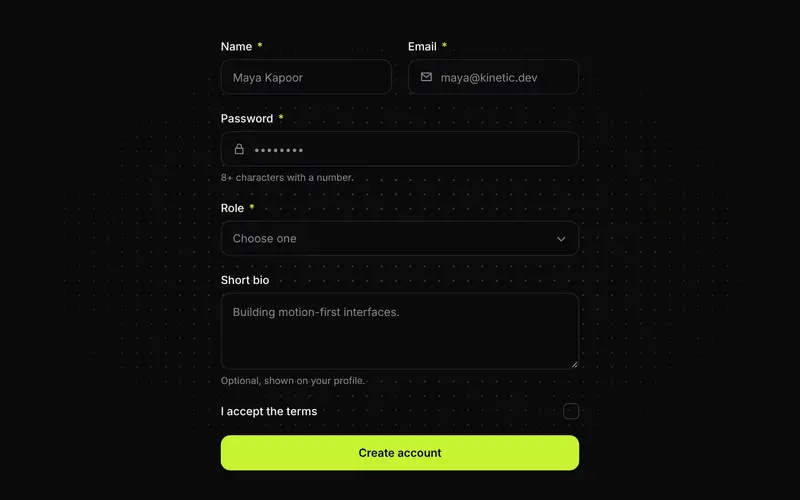 Name *
Email *
Maya Kapoor
maya@kinetic.dev
Password *
••••••••
8+ characters with a number.
Role *
Choose one
Short bio
Building motion-first interfaces.
Optional, shown on your profile.
I accept the terms
Create account